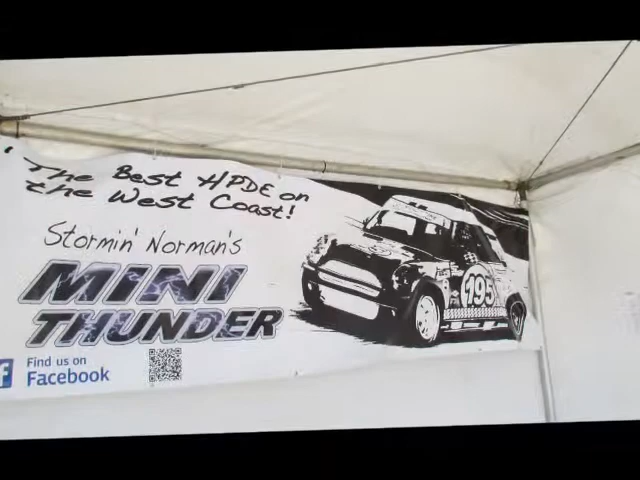 "The Best HPDE on
the West Coast!
Stormin' Norman's
MINI
THUNDER
f Find us on
Facebook
195